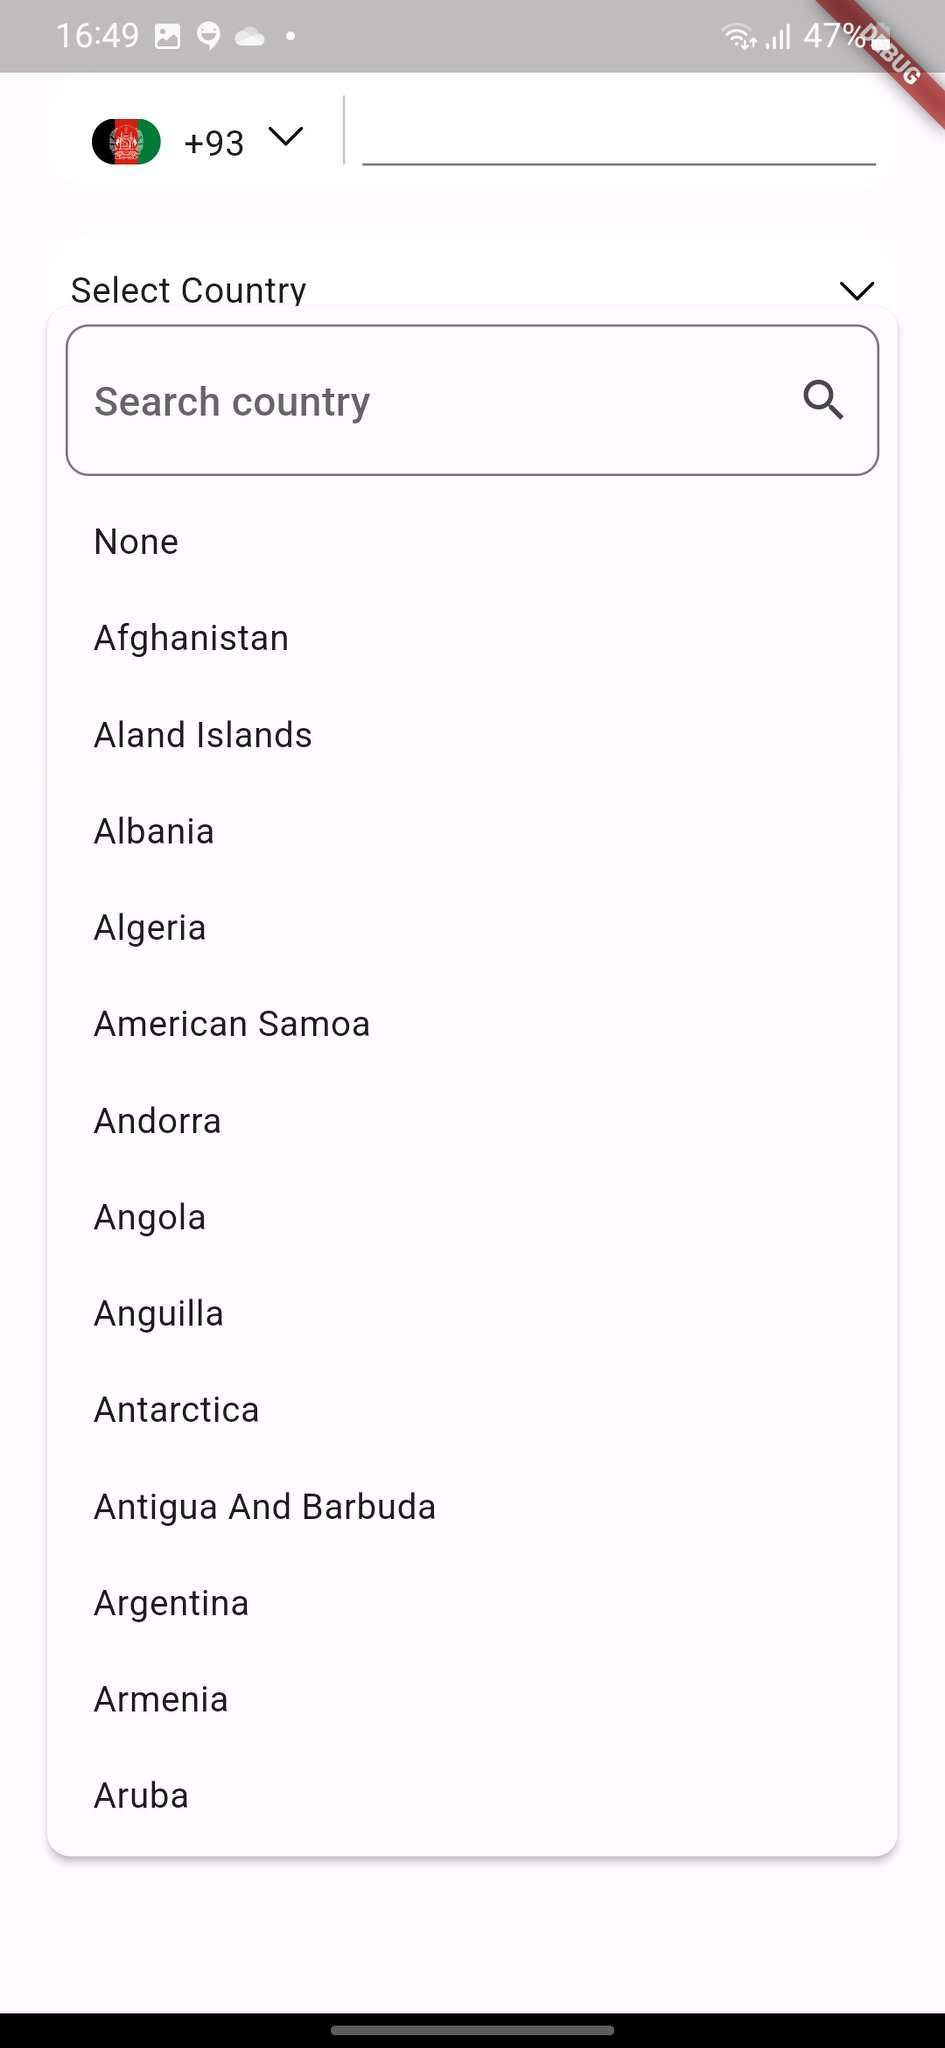 16:49
47%
DEBUG
+93
Select Country
Search country
None
Afghanistan
Aland Islands
Albania
Algeria
American Samoa
Andorra
Angola
Anguilla
Antarctica
Antigua And Barbuda
Argentina
Armenia
Aruba